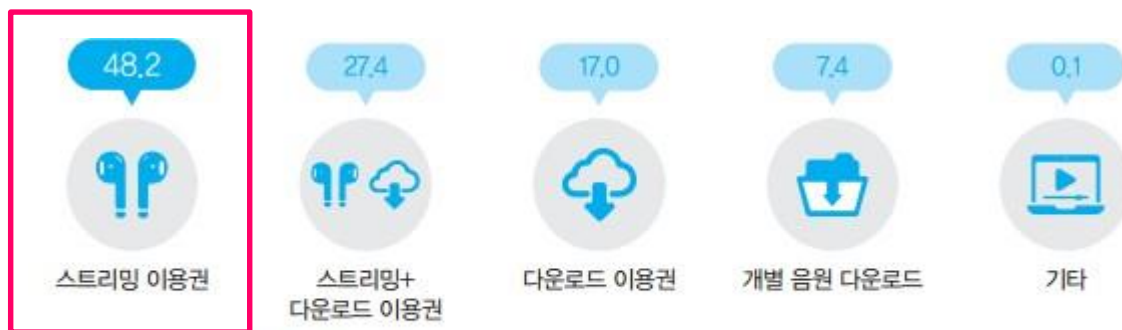 48.2
27.4
17.0
7.4
0.1
스트리밍 이용권
스트리밍+
다운로드 이용권
다운로드 이용권
개별 음원 다운로드
기타